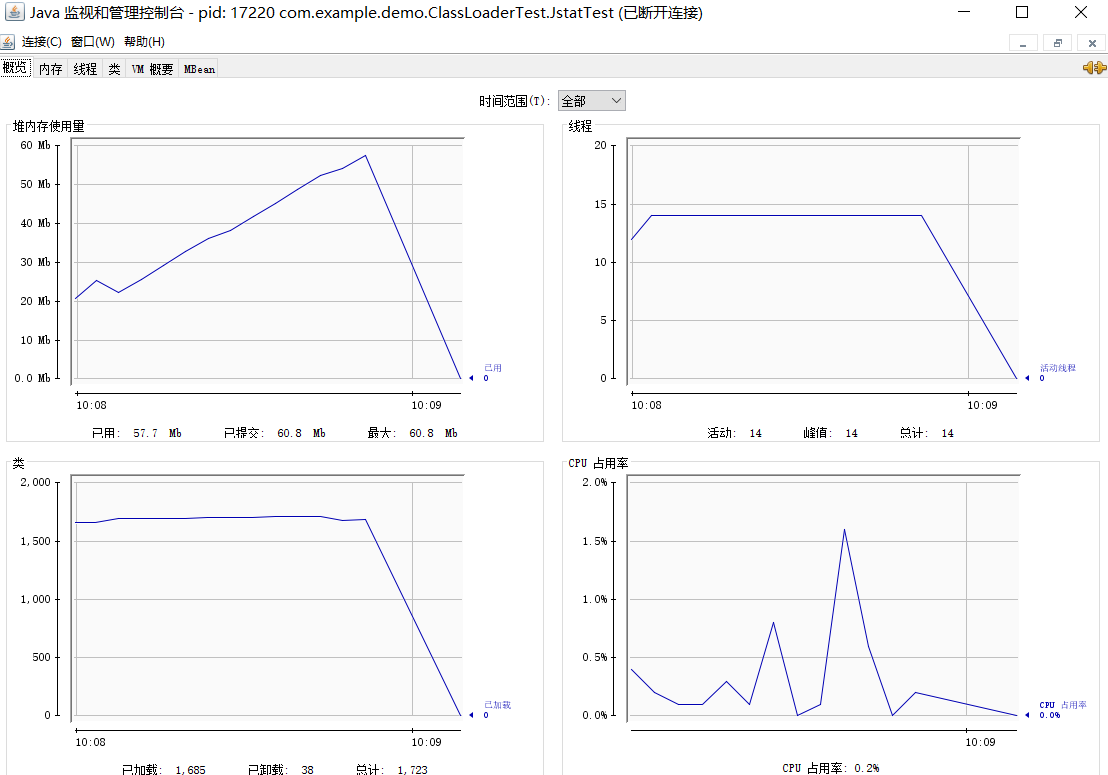 Java 监视和管理控制台 - pid: 17220 com.example.demo.ClassLoaderTest.JstatTest (已断开连接)
连接(C) 窗口(W) 帮助(H)
概览 内存 线程 类 VM 概要 MBean
时间范围(T): 全部
堆内存使用量
60 Mb
50 Mb
40 Mb
30 Mb
20 Mb
10 Mb
0.0 Mb
已用
0
10:08 10:09
已用: 57.7 Mb 已提交: 60.8 Mb 最大: 60.8 Mb
线程
20
15
10
5
0
活动线程
0
10:08 10:09
活动: 14 峰值: 14 总计: 14
类
2,000
1,500
1,000
500
0
已加载
0
10:08 10:09
已加载: 1,685 已卸载: 38 总计: 1,723
CPU 占用率
2.0%
1.5%
1.0%
0.5%
0.0%
CPU 占用率
0.0%
10:09
CPU 占用率: 0.2%